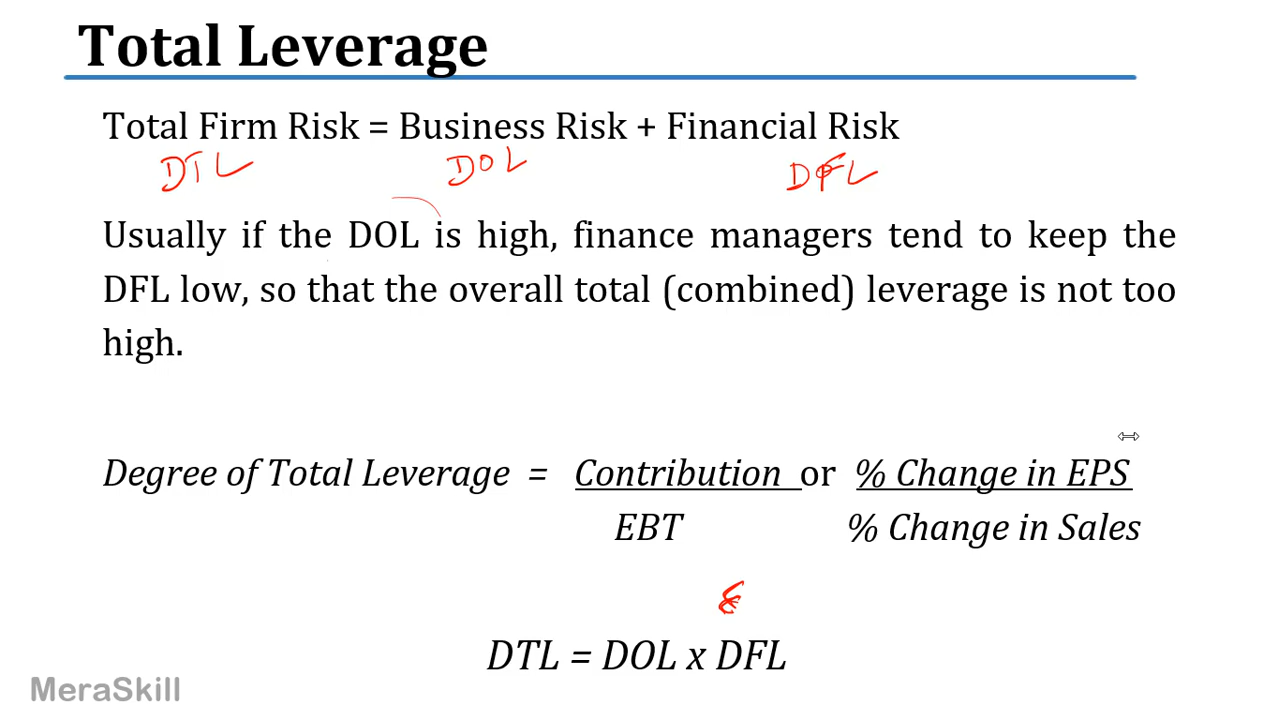 Total Leverage
Total Firm Risk = Business Risk + Financial Risk
DTL DOL DFL
Usually if the DOL is high, finance managers tend to keep the
DFL low, so that the overall total (combined) leverage is not too
high.
Degree of Total Leverage = Contribution or % Change in EPS
EBT % Change in Sales
DTL = DOL x DFL
MeraSkill